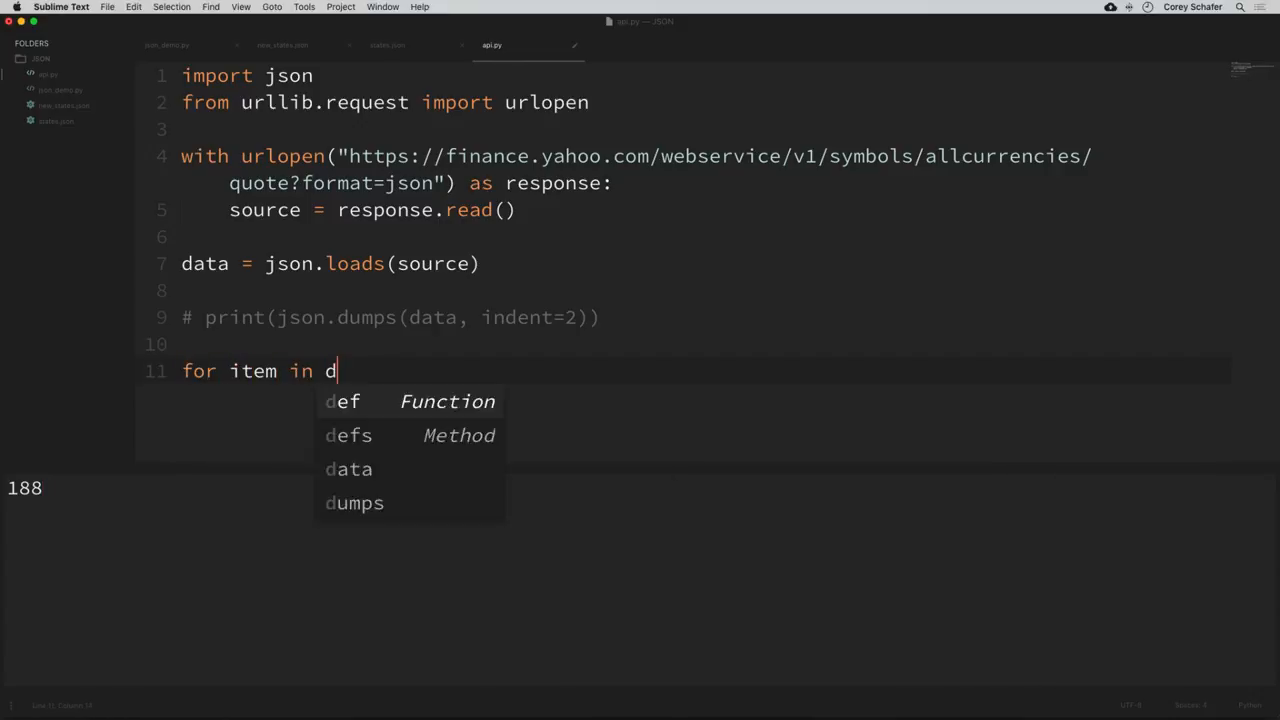 Sublime Text File Edit Selection Find View Goto Tools Project Window Help Corey Schafer
api.py — JSON
FOLDERS
JSON
api.py
json_demo.py
new_states.json
states.json
json_demo.py new_states.json states.json api.py
1 import json
2 from urllib.request import urlopen
3
4 with urlopen("https://finance.yahoo.com/webservice/v1/symbols/allcurrencies/
quote?format=json") as response:
5 source = response.read()
6
7 data = json.loads(source)
8
9 # print(json.dumps(data, indent=2))
10
11 for item in d
def Function
defs Method
data
dumps
188
Line 11, Column 14 UTF-8 Spaces: 4 Python